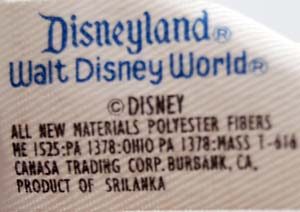 Disneyland®
Walt Disney World®
© DISNEY
ALL NEW MATERIALS POLYESTER FIBERS
ME 1525:PA 1378:OHIO PA 1378:MASS T-616
CANASA TRADING CORP. BURBANK, CA.
PRODUCT OF SRILANKA